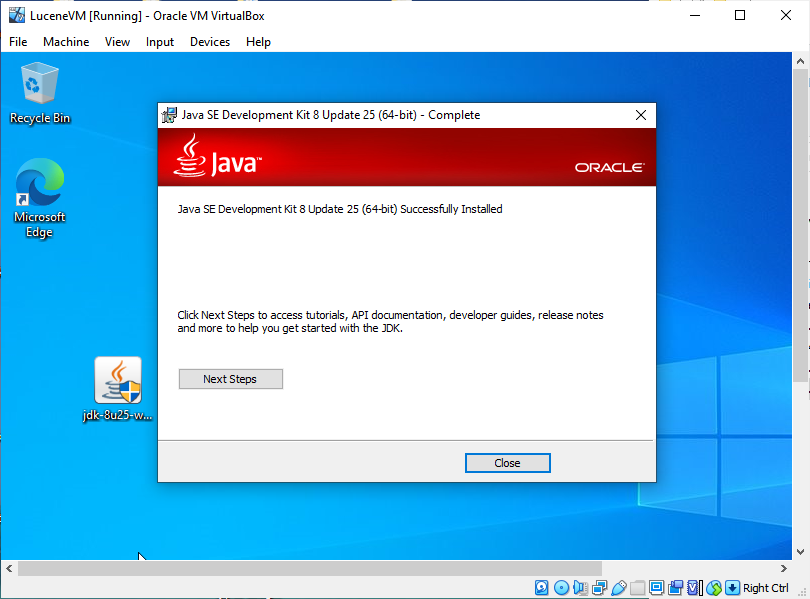 LuceneVM [Running] - Oracle VM VirtualBox
File Machine View Input Devices Help
Recycle Bin
Microsoft
Edge
jdk-8u25-w...
Java SE Development Kit 8 Update 25 (64-bit) - Complete
Java™
ORACLE®
Java SE Development Kit 8 Update 25 (64-bit) Successfully Installed
Click Next Steps to access tutorials, API documentation, developer guides, release notes
and more to help you get started with the JDK.
Next Steps
Close
Right Ctrl